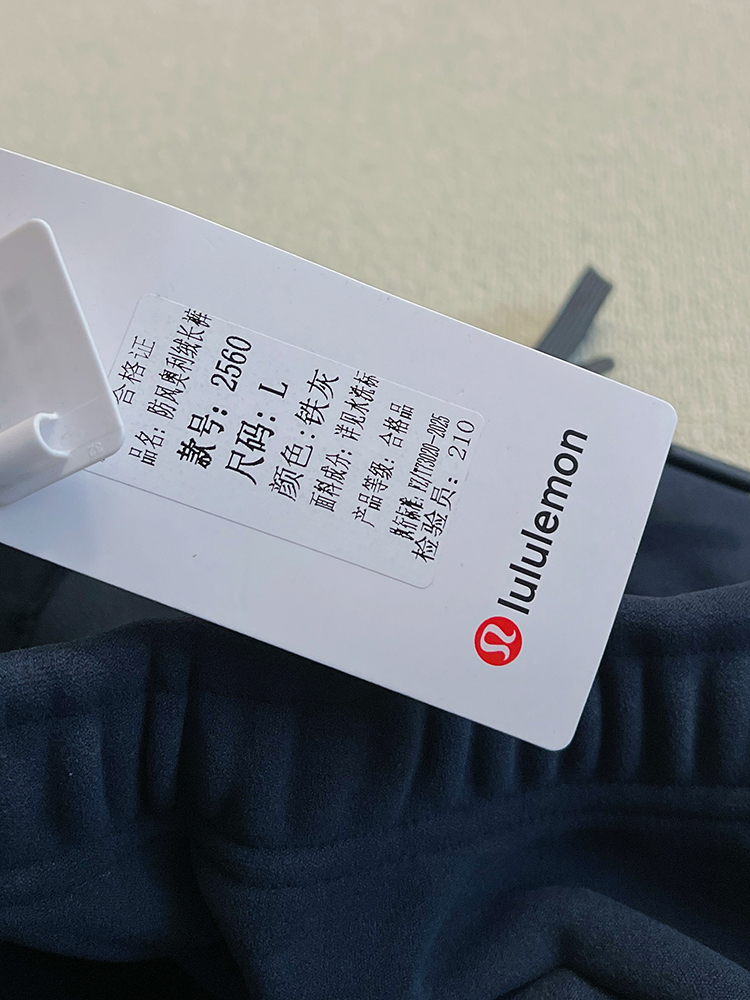 合格证
品名: 防风奥利绒长裤
款号: 2560
尺码: L
颜色: 铁灰
面料成分: 详见水洗标
产品等级: 合格品
执行标准: YZ/KT3020-2025
检验员: 210
lululemon